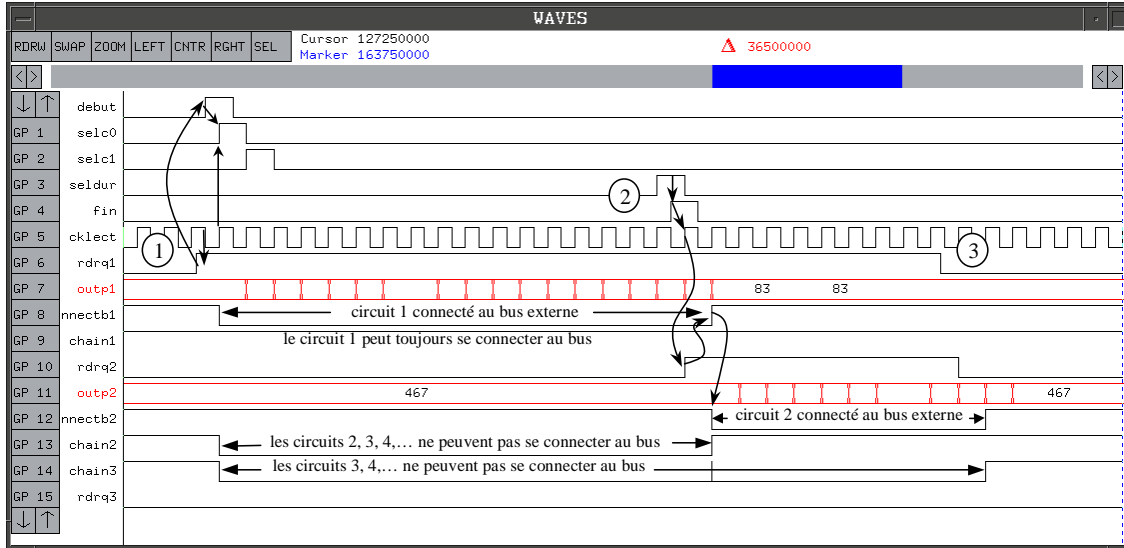 WAVES
RDRW SWAP ZOOM LEFT CNTR RGHT SEL Cursor 127250000
Marker 163750000
36500000
debut
GP 1 selc0
GP 2 selc1
GP 3 seldur
2
GP 4 fin
GP 5 cklect
1 3
GP 6 rdrq1
GP 7 outp1 83 83
GP 8 nnectb1 circuit 1 connecté au bus externe
GP 9 chain1 le circuit 1 peut toujours se connecter au bus
GP 10 rdrq2
GP 11 outp2 467 467
GP 12 nnectb2 circuit 2 connecté au bus externe
GP 13 chain2 les circuits 2, 3, 4,… ne peuvent pas se connecter au bus
GP 14 chain3 les circuits 3, 4,… ne peuvent pas se connecter au bus
GP 15 rdrq3